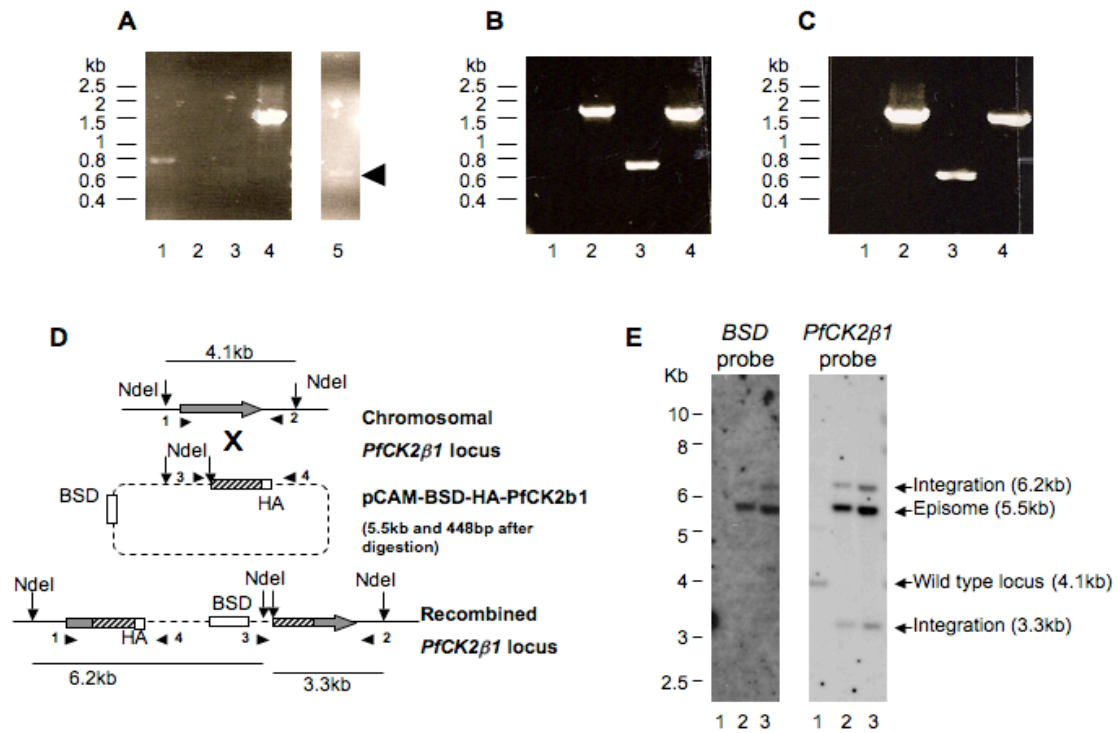 A
kb
2.5
2
1.5
1
0.8
0.6
0.4
1 2 3 4 5
B
kb
2.5
2
1.5
1
0.8
0.6
0.4
1 2 3 4
C
kb
2.5
2
1.5
1
0.8
0.6
0.4
1 2 3 4
D
4.1kb
NdeI NdeI
1 2
Chromosomal
PfCK2β1 locus
X
NdeI
3 4
BSD
HA
pCAM-BSD-HA-PfCK2b1
(5.5kb and 448bp after
digestion)
NdeI BSD NdeI NdeI
1 HA 4 3 2
Recombined
PfCK2β1 locus
6.2kb 3.3kb
E
BSD
probe
PfCK2β1
probe
Kb
10
8
6
5
4
3
2.5
Integration (6.2kb)
Episome (5.5kb)
Wild type locus (4.1kb)
Integration (3.3kb)
1 2 3 1 2 3